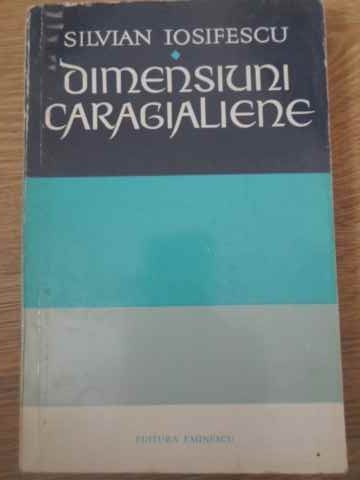 SILVIAN IOSIFESCU
DIMENSIUNI
CARAGIALIENE
EDITURA EMINESCU